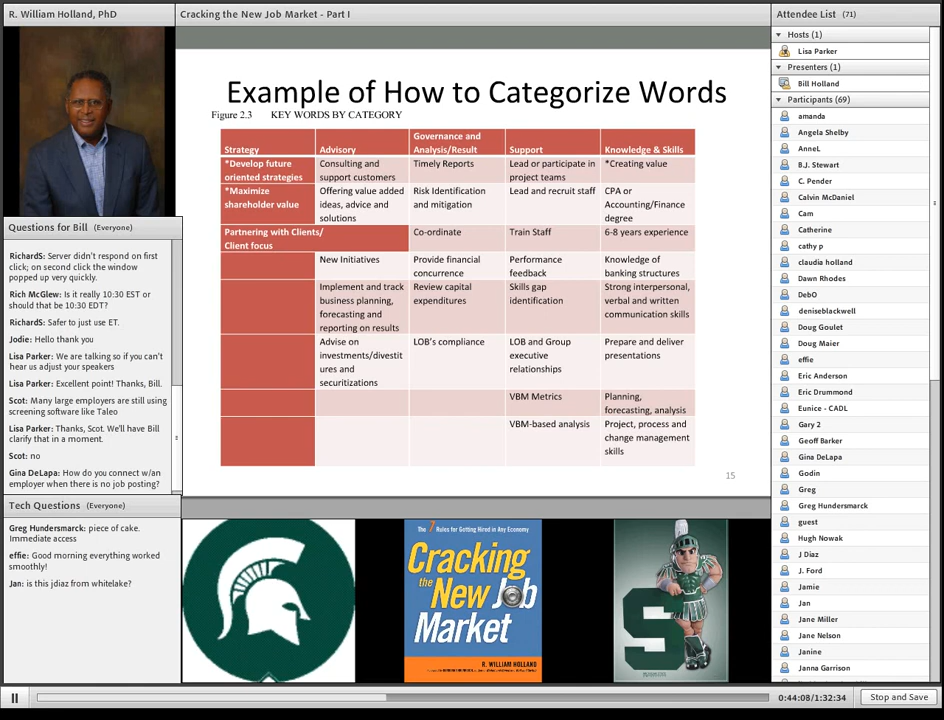 R. William Holland, PhD
Cracking the New Job Market - Part I
Attendee List (71)
Hosts (1)
Lisa Parker
Presenters (1)
Bill Holland
Participants (69)
amanda
Angela Shelby
AnneL
B.J. Stewart
C. Pender
Calvin McDaniel
Cam
Catherine
cathy p
claudia holland
Dawn Rhodes
DebO
deniseblackwell
Doug Goulet
Doug Maier
effie
Eric Anderson
Eric Drummond
Eunice - CADL
Gary 2
Geoff Barker
Gina DeLapa
Godin
Greg
Greg Hundersmarck
guest
Hugh Nowak
J Diaz
J. Ford
Jamie
Jan
Jane Miller
Jane Nelson
Janine
Janna Garrison
Example of How to Categorize Words
Figure 2.3 KEY WORDS BY CATEGORY
Strategy
Advisory
Governance and
Analysis/Result
Support
Knowledge & Skills
*Develop future
oriented strategies
Consulting and
support customers
Timely Reports
Lead or participate in
project teams
*Creating value
*Maximize
shareholder value
Offering value added
ideas, advice and
solutions
Risk Identification
and mitigation
Lead and recruit staff
CPA or
Accounting/Finance
degree
Partnering with Clients/
Client focus
Co-ordinate
Train Staff
6-8 years experience
New Initiatives
Provide financial
concurrence
Performance
feedback
Knowledge of
banking structures
Implement and track
business planning,
forecasting and
reporting on results
Review capital
expenditures
Skills gap
identification
Strong interpersonal,
verbal and written
communication skills
Advise on
investments/divestit
ures and
securitizations
LOB's compliance
LOB and Group
executive
relationships
Prepare and deliver
presentations
VBM Metrics
Planning,
forecasting, analysis
VBM-based analysis
Project, process and
change management
skills
15
Questions for Bill (Everyone)
RichardS: Server didn't respond on first
click; on second click the window
popped up very quickly.
Rich McGlew: Is it really 10:30 EST or
should that be 10:30 EDT?
RichardS: Safer to just use ET.
Jodie: Hello thank you
Lisa Parker: We are talking so if you can't
hear us adjust your speakers
Lisa Parker: Excellent point! Thanks, Bill.
Scot: Many large employers are still using
screening software like Taleo
Lisa Parker: Thanks, Scot. We'll have Bill
clarify that in a moment.
Scot: no
Gina DeLapa: How do you connect w/an
employer when there is no job posting?
Tech Questions (Everyone)
Greg Hundersmarck: piece of cake.
Immediate access
effie: Good morning everything worked
smoothly!
Jan: is this jdiaz from whitelake?
The 7 Rules for Getting Hired in Any Economy
Cracking
the New Job
Market
R. WILLIAM HOLLAND
S
0:44:08/1:32:34
Stop and Save